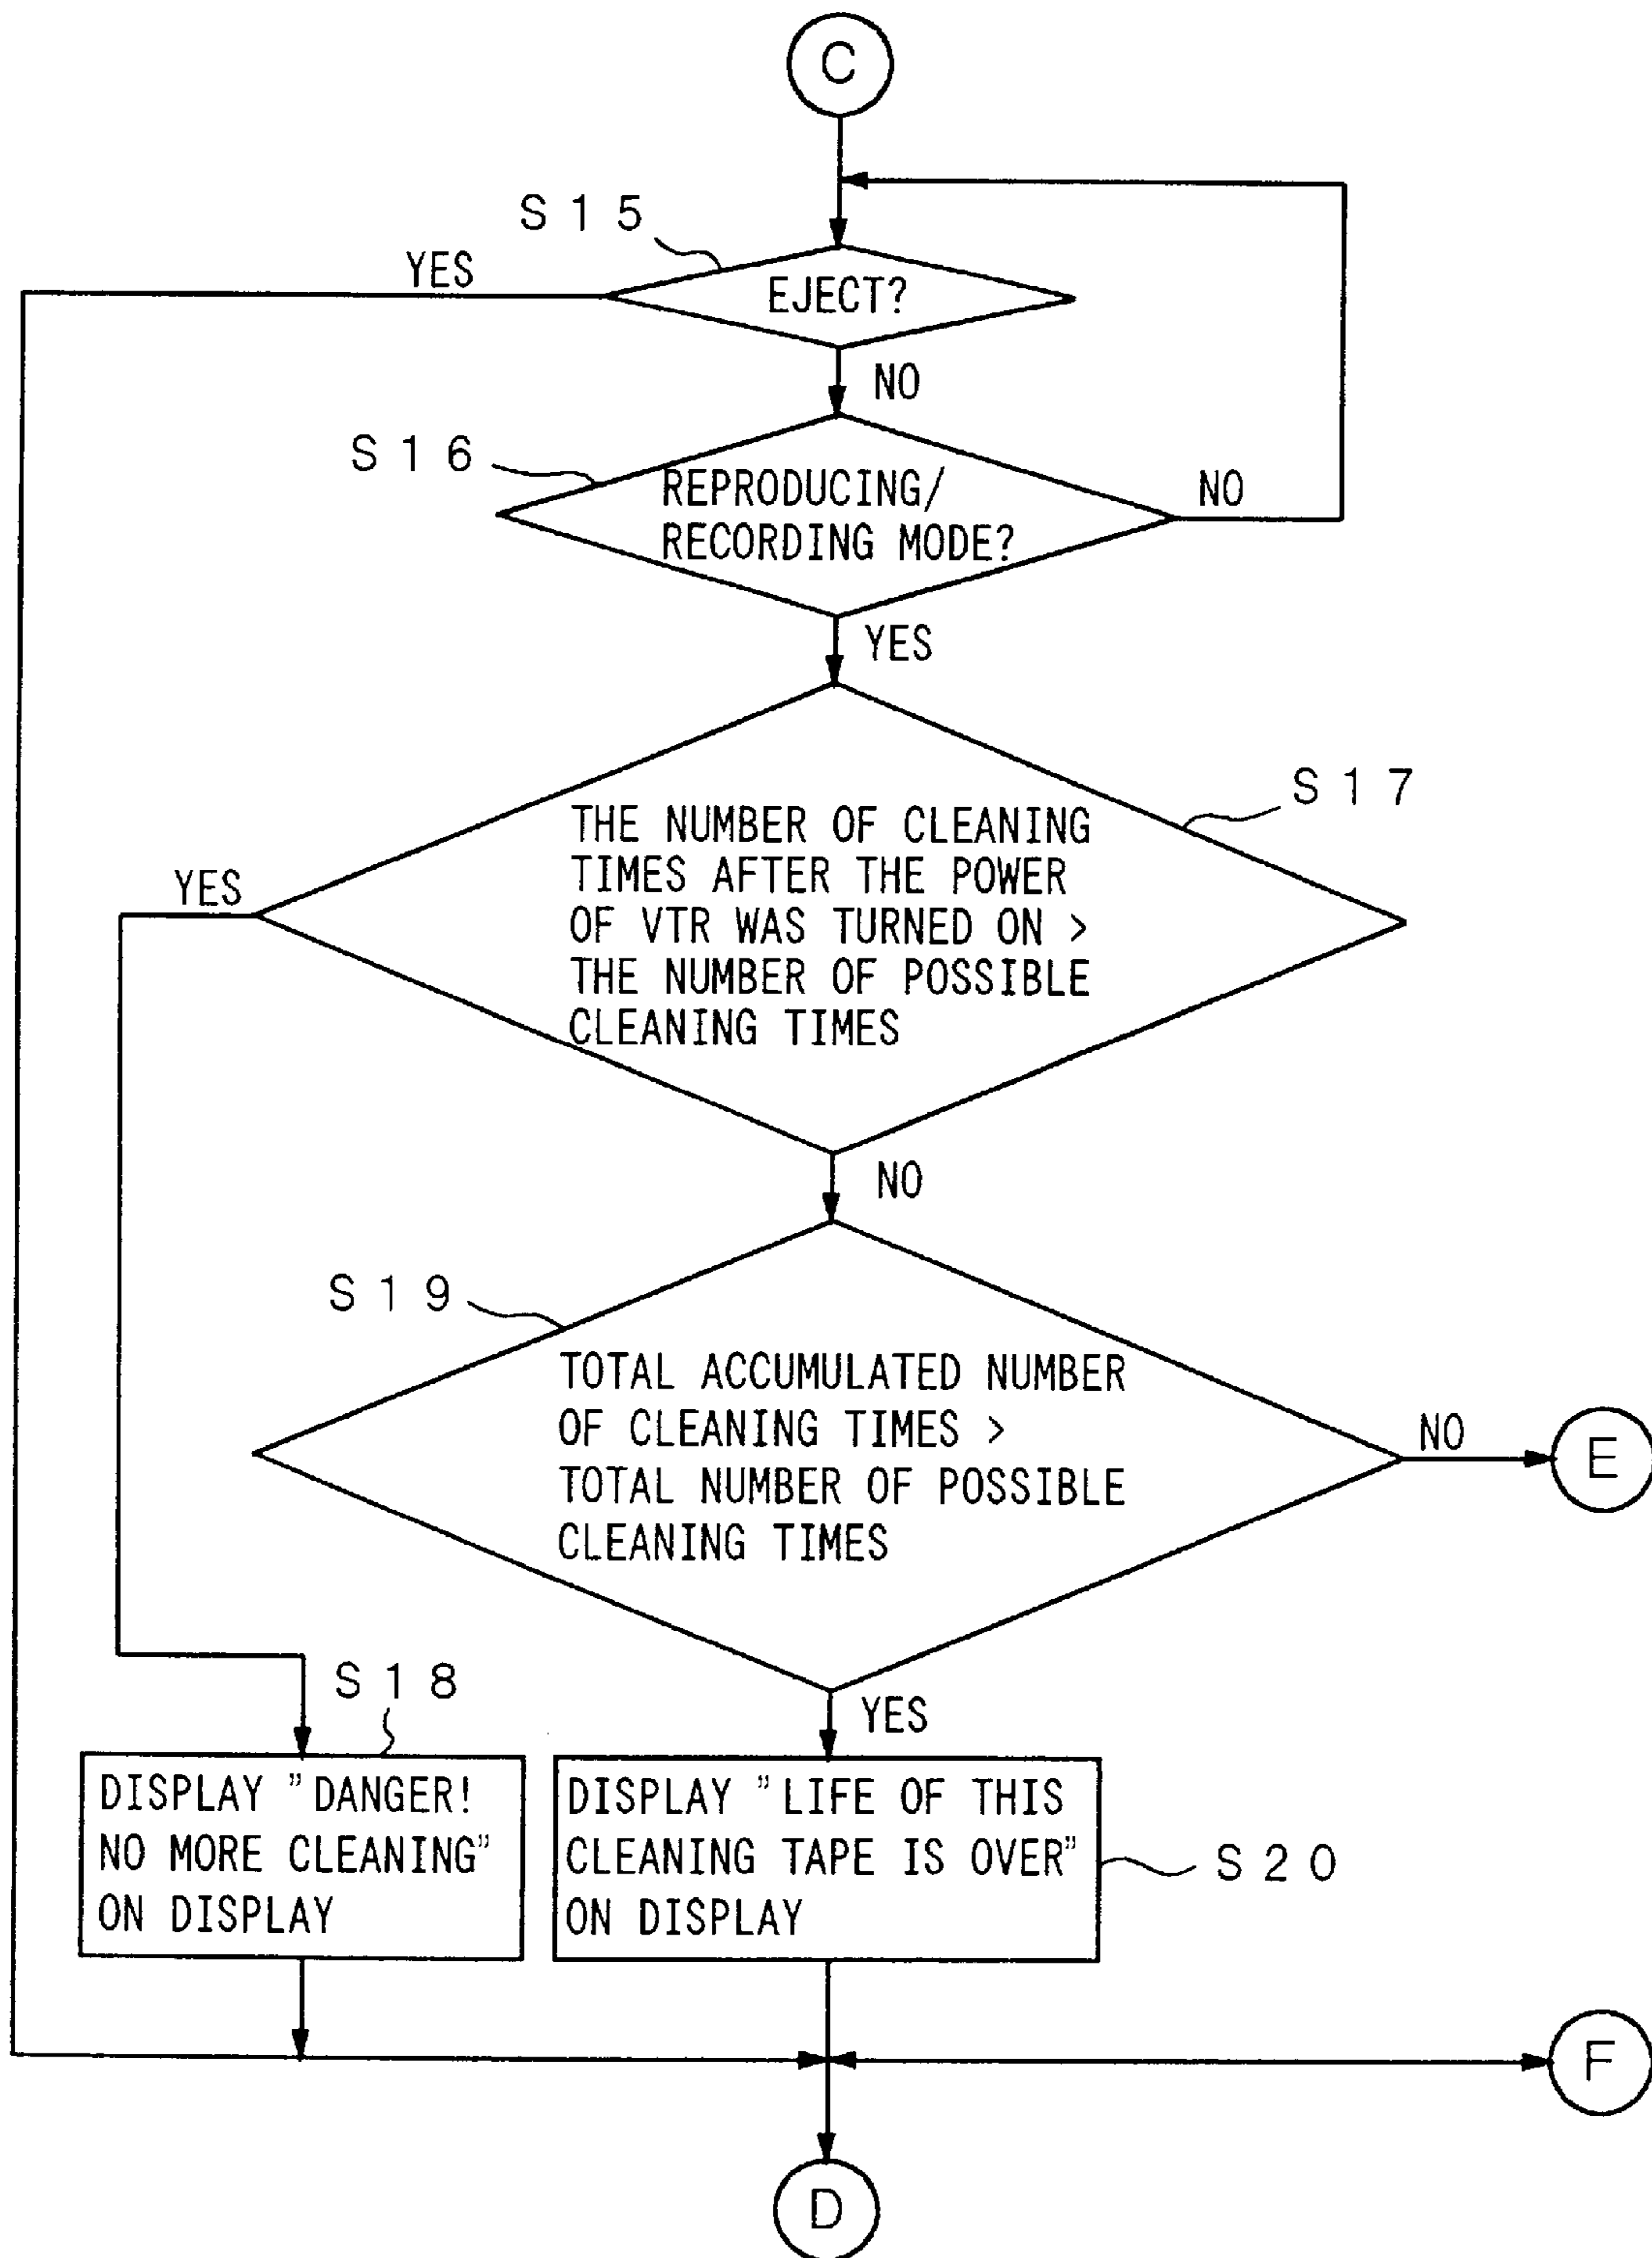 C
S15
YES
EJECT?
NO
S16
REPRODUCING/
RECORDING MODE?
NO
YES
S17
THE NUMBER OF CLEANING
TIMES AFTER THE POWER
OF VTR WAS TURNED ON >
THE NUMBER OF POSSIBLE
CLEANING TIMES
YES
NO
S19
TOTAL ACCUMULATED NUMBER
OF CLEANING TIMES >
TOTAL NUMBER OF POSSIBLE
CLEANING TIMES
NO
E
YES
S18
DISPLAY "DANGER!
NO MORE CLEANING"
ON DISPLAY
DISPLAY "LIFE OF THIS
CLEANING TAPE IS OVER"
ON DISPLAY
S20
F
D